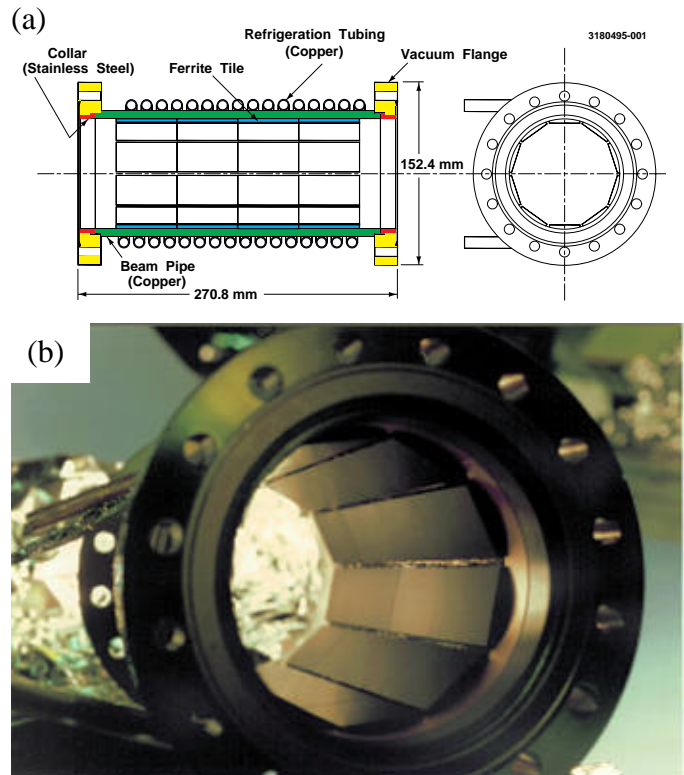 (a)
Refrigeration Tubing
(Copper)
3180495-001
Collar
(Stainless Steel)
Ferrite Tile
Vacuum Flange
152.4 mm
Beam Pipe
(Copper)
270.8 mm
(b)